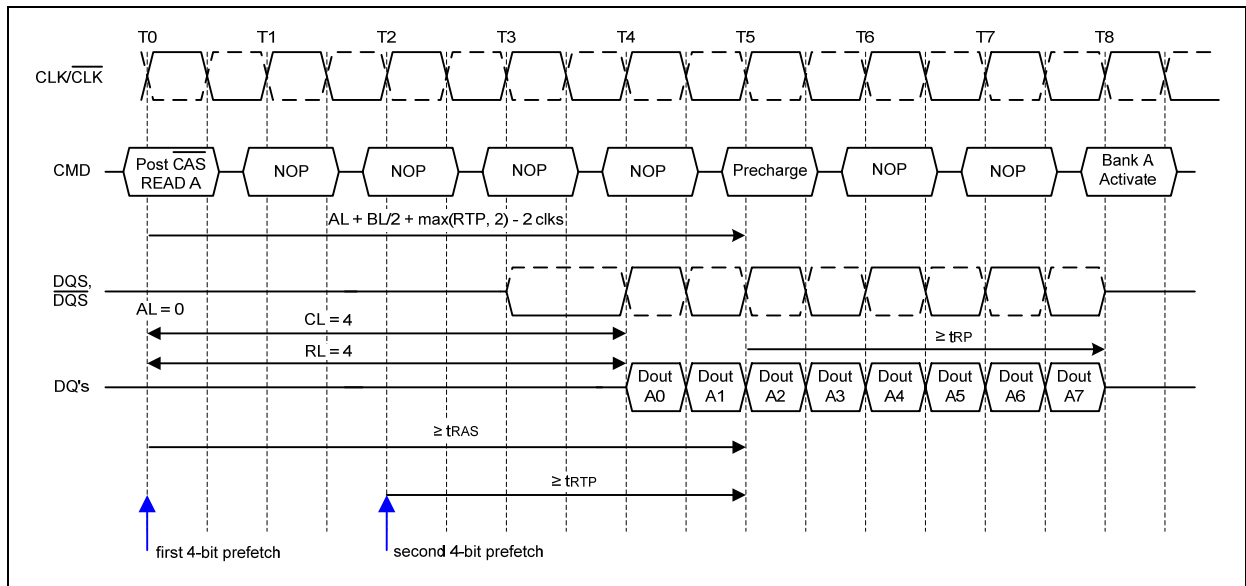 T0 T1 T2 T3 T4 T5 T6 T7 T8
CLK/CLK
CMD
Post CAS
READ A
NOP
NOP
NOP
NOP
Precharge
NOP
NOP
Bank A
Activate
AL + BL/2 + max(RTP, 2) - 2 clks
DQS,
DQS
AL = 0
CL = 4
≥ tRP
RL = 4
DQ's
Dout
A0
Dout
A1
Dout
A2
Dout
A3
Dout
A4
Dout
A5
Dout
A6
Dout
A7
≥ tRAS
≥ tRTP
first 4-bit prefetch
second 4-bit prefetch